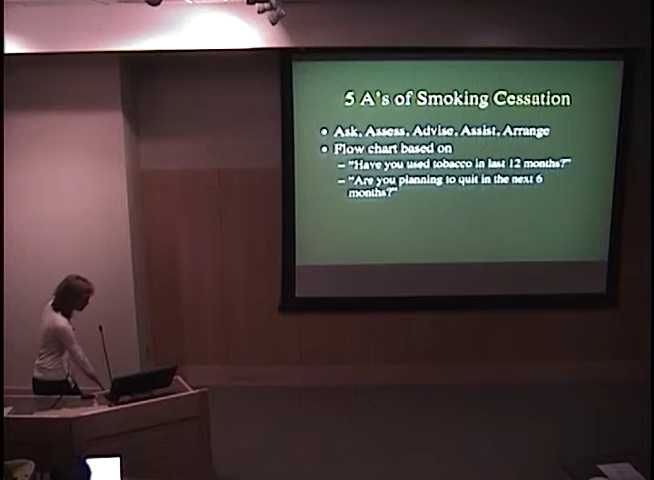 5 A's of Smoking Cessation
• Ask, Assess, Advise, Assist, Arrange
• Flow chart based on
– "Have you used tobacco in last 12 months?"
– "Are you planning to quit in the next 6
months?"